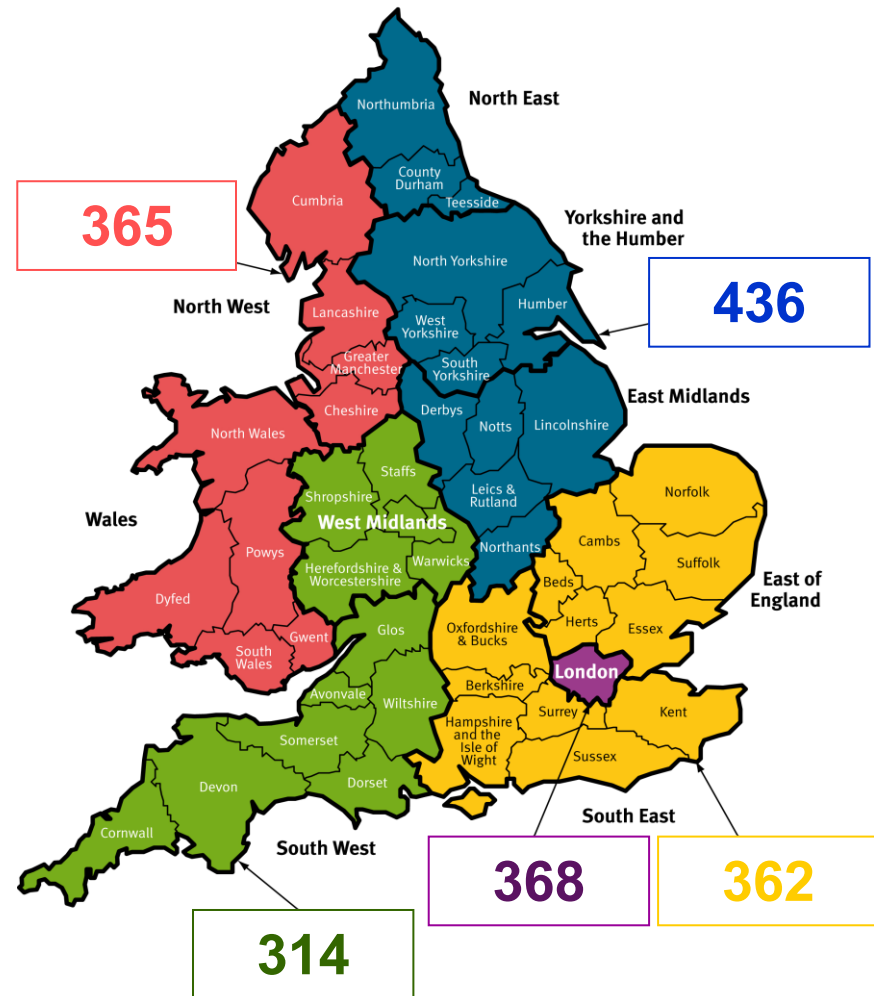 Northumbria
North East
County
Durham
Teesside
Cumbria
365
Yorkshire and
the Humber
North Yorkshire
436
Humber
North West
Lancashire
West
Yorkshire
Greater
Manchester
South
Yorkshire
East Midlands
Cheshire
Derbys
Notts
Lincolnshire
North Wales
Staffs
Shropshire
Leics &
Rutland
Norfolk
Wales
West Midlands
Cambs
Northants
Powys
Warwicks
Suffolk
Herefordshire &
Worcestershire
Beds
East of
England
Dyfed
Herts
Essex
Glos
Oxfordshire
& Bucks
Gwent
South
Wales
London
Berkshire
Avonvale
Wiltshire
Surrey
Kent
Hampshire
and the
Isle of
Wight
Somerset
Sussex
Devon
Dorset
South East
Cornwall
South West
368
362
314